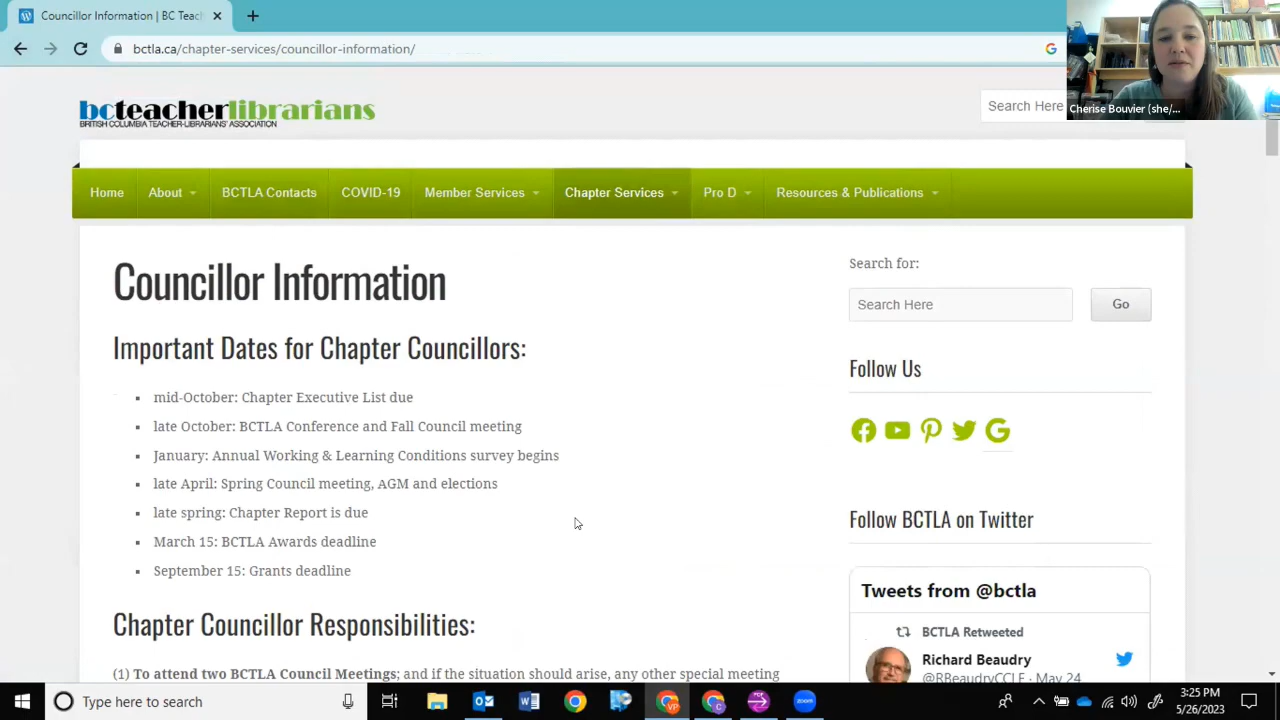 Councillor Information | BC Teac
bctla.ca/chapter-services/councillor-information/
Cherise Bouvier (she/...
bcteacherlibrarians
BRITISH COLUMBIA TEACHER-LIBRARIANS' ASSOCIATION
Search Here
Home About BCTLA Contacts COVID-19 Member Services Chapter Services Pro D Resources & Publications
Councillor Information
Important Dates for Chapter Councillors:
mid-October: Chapter Executive List due
late October: BCTLA Conference and Fall Council meeting
January: Annual Working & Learning Conditions survey begins
late April: Spring Council meeting, AGM and elections
late spring: Chapter Report is due
March 15: BCTLA Awards deadline
September 15: Grants deadline
Chapter Councillor Responsibilities:
(1) To attend two BCTLA Council Meetings; and if the situation should arise, any other special meeting
Search for:
Search Here Go
Follow Us
Follow BCTLA on Twitter
Tweets from @bctla
BCTLA Retweeted
Richard Beaudry
@RBeaudryCCLE · May 24
Type here to search
3:25 PM
5/26/2023